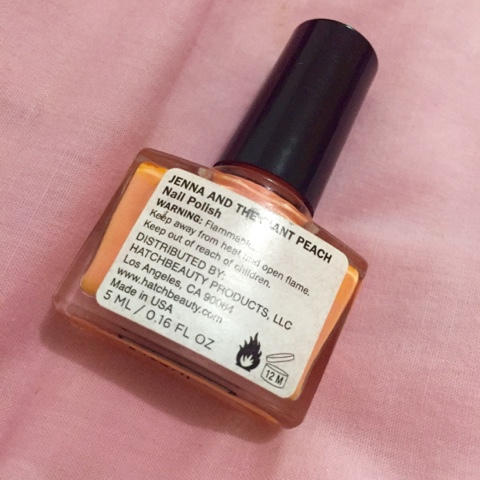 JENNA AND THE GIANT PEACH
Nail Polish
WARNING: Flammable
Keep away from heat and open flame.
Keep out of reach of children.
DISTRIBUTED BY:
HATCHBEAUTY PRODUCTS, LLC
Los Angeles, CA 90064
www.hatchbeauty.com
Made in USA
5 ML / 0.16 FL OZ
12 M